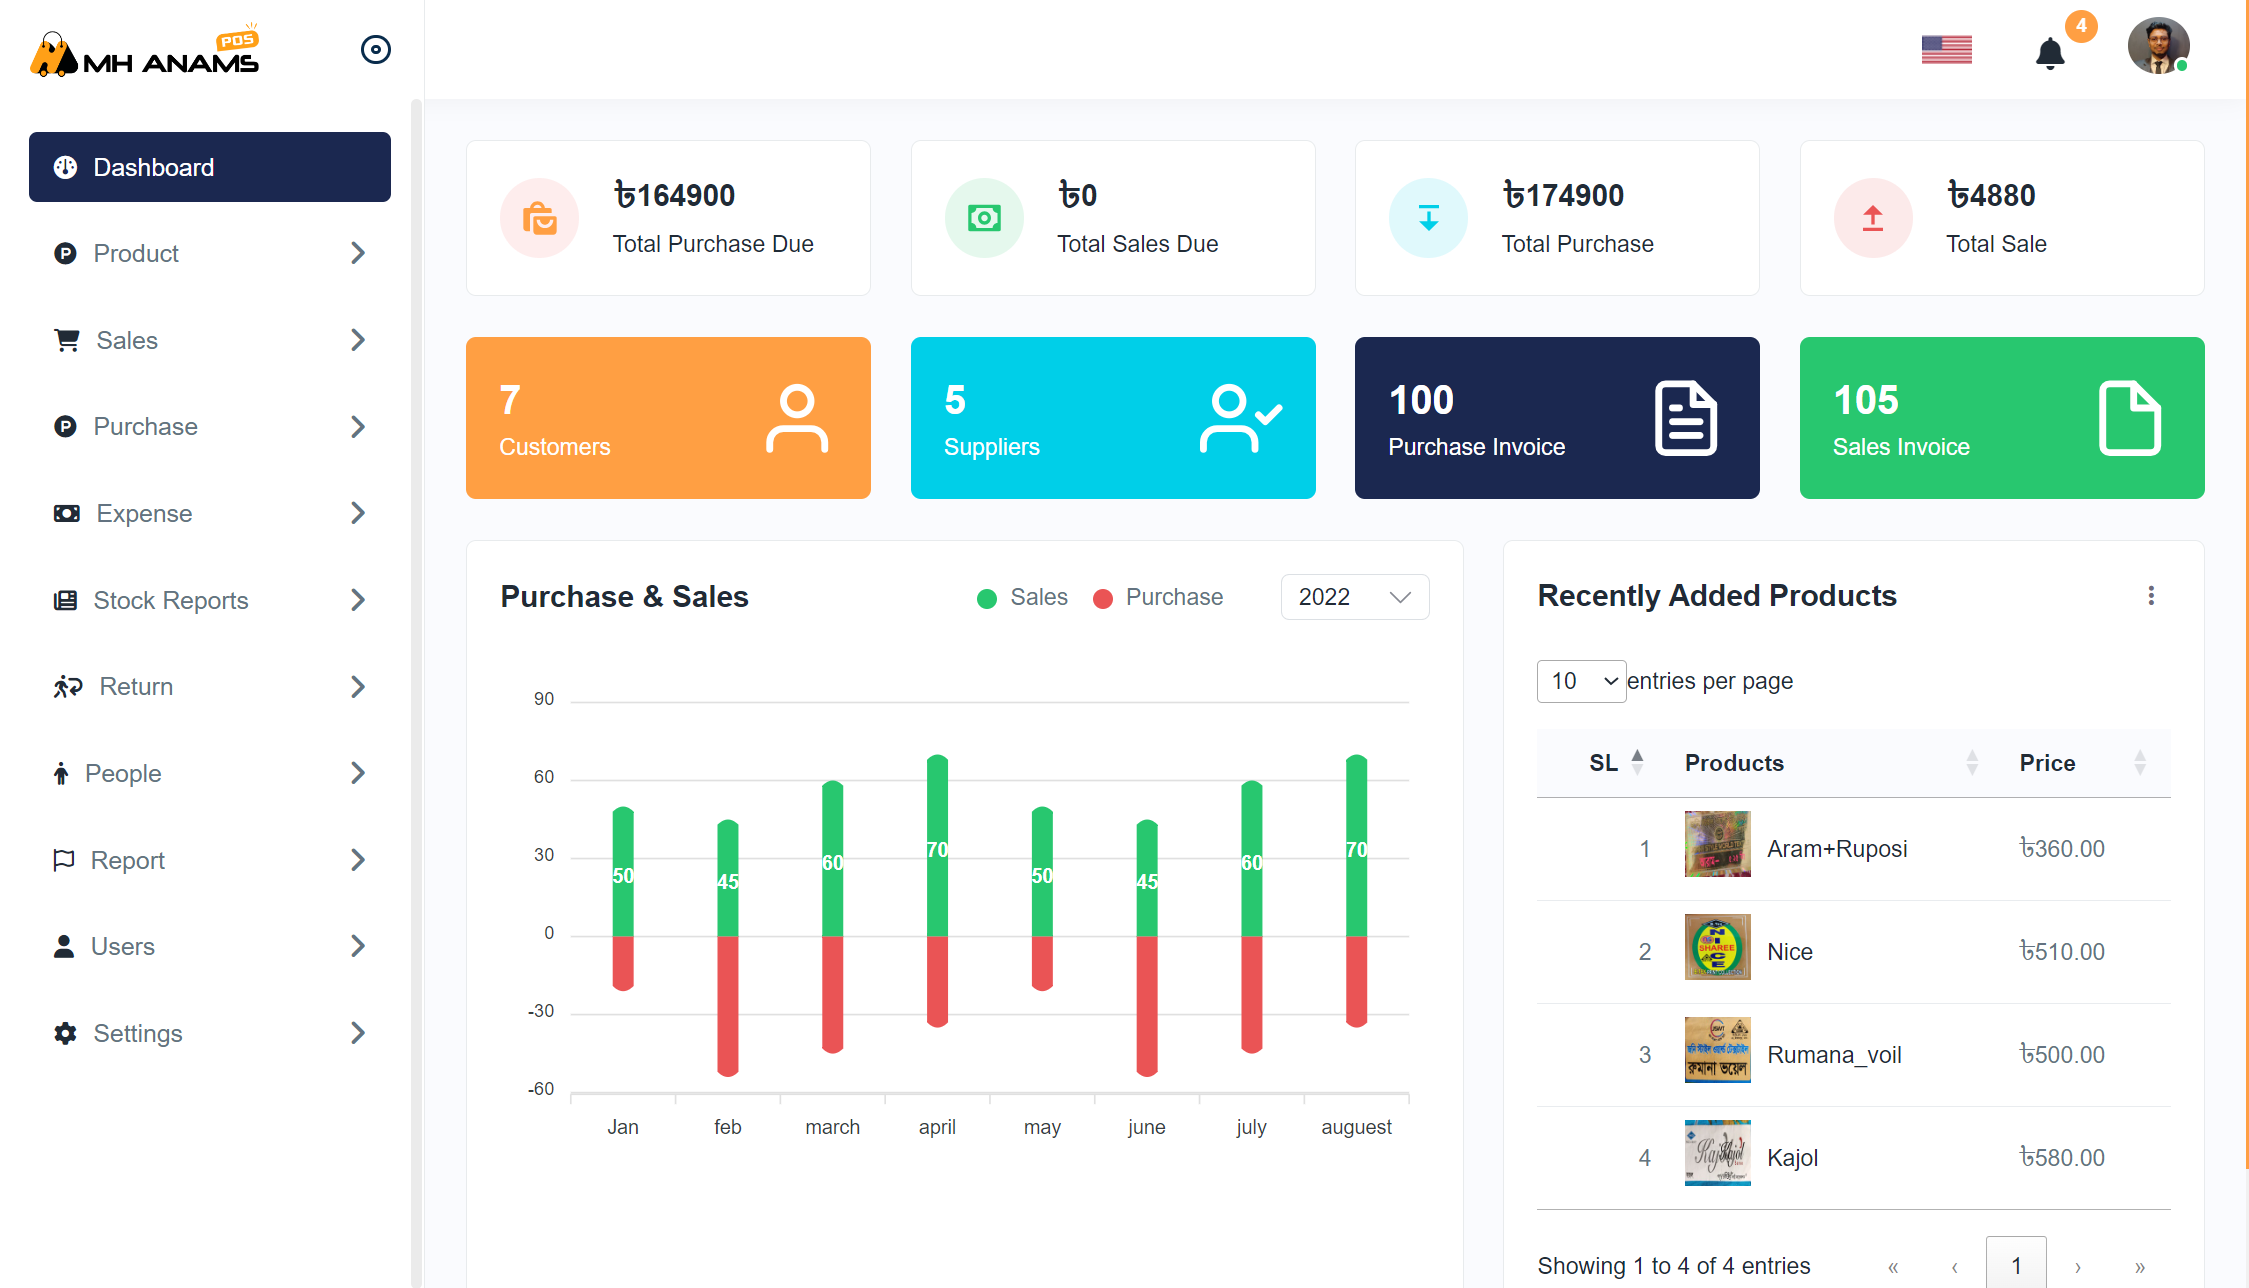 POS
MH ANAMS
4
Dashboard
Product
Sales
Purchase
Expense
Stock Reports
Return
People
Report
Users
Settings
৳164900
Total Purchase Due
৳0
Total Sales Due
৳174900
Total Purchase
৳4880
Total Sale
7
Customers
5
Suppliers
100
Purchase Invoice
105
Sales Invoice
Purchase & Sales
Sales
Purchase
2022
90
60
30
0
-30
-60
50
45
60
70
50
45
60
70
Jan
feb
march
april
may
june
july
auguest
Recently Added Products
10 entries per page
SL Products Price
1 Aram+Ruposi ৳360.00
NICE
SHAREE
2 Nice ৳510.00
রুমানা ভয়েল
3 Rumana_voil ৳500.00
Kajol
4 Kajol ৳580.00
Showing 1 to 4 of 4 entries
« ‹ 1 › »